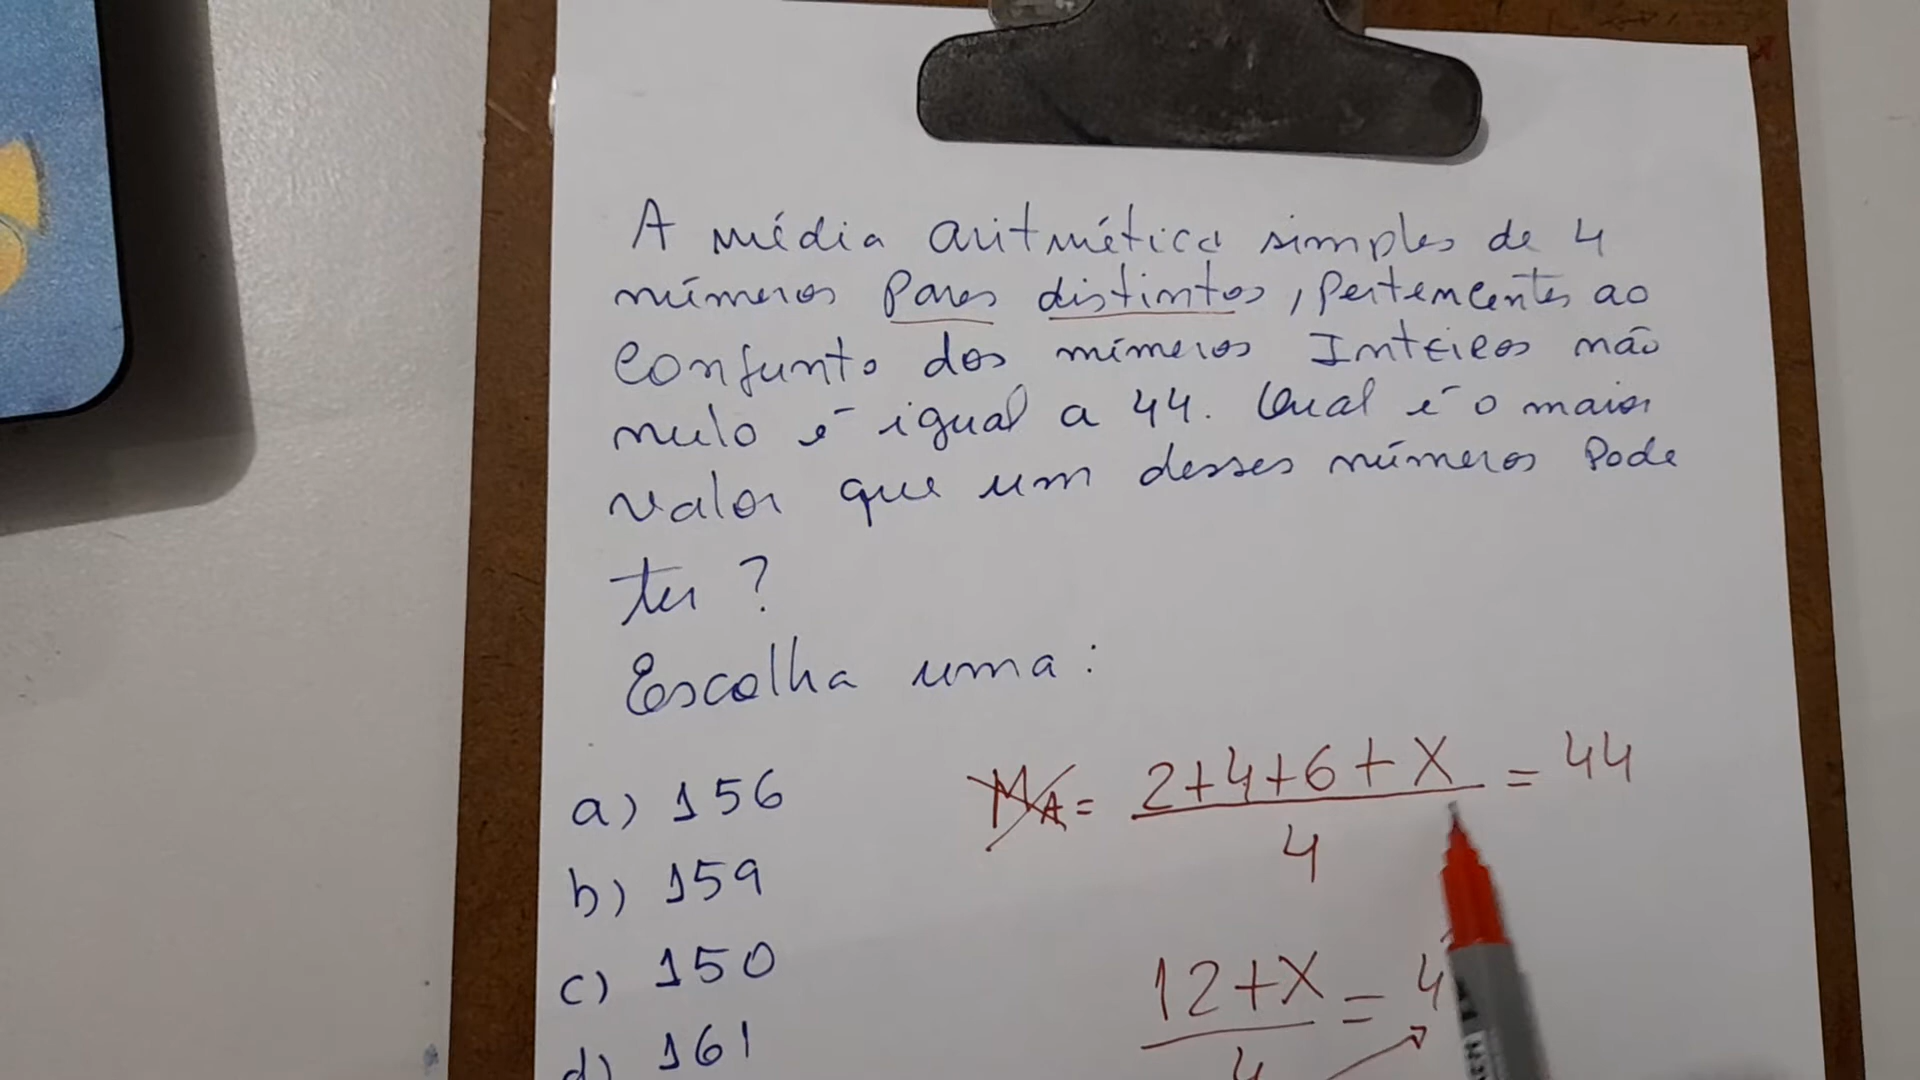 A média aritmética simples de 4
números Pares distintos, Pertencentes ao
conjunto dos números Inteiros não
nulo é igual a 44. Qual é o maior
valor que um desses números Pode
ter ?
Escolha uma :
a) 156
b) 159
c) 150
d) 161
MA = 2+4+6+X = 44
4
12+X = 4
4